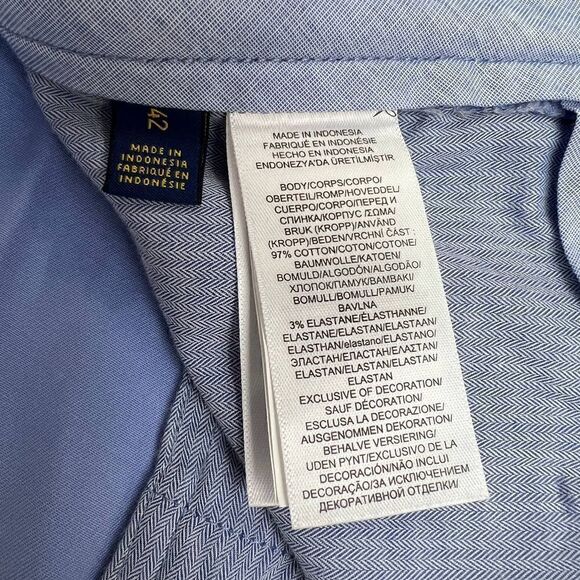 42
MADE IN
INDONESIA
FABRIQUÉ EN
INDONÉSIE
MADE IN INDONESIA
FABRIQUÉ EN INDONÉSIE
HECHO EN INDONESIA
ENDONEZYA'DA ÜRETİLMİŞTİR
BODY/CORPS/CORPO/
OBERTEIL/ROMP/HOVEDDEL/
CUERPO/CORPO/ПЕРЕД И
СПИНКА/КОРПУС /ΣΩΜΑ/
BRUK (KROPP)/ANVÄND
(KROPP)/BEDEN/VRCHNÍ ČÁST :
97% COTTON/COTON/COTONE/
BAUMWOLLE/KATOEN/
BOMULD/ALGODÓN/ALGODÃO/
ХЛОПОК/ПАМУК/BAMBAKI/
BOMULL/BOMULL/PAMUK/
BAVLNA
3% ELASTANE/ÉLASTHANNE/
ELASTANE/ELASTAN/ELASTAAN/
ELASTHAN/elastano/ELASTANO/
ЭЛАСТАН/ЕЛАСТАН/ΕΛΑΣΤΑΝ/
ELASTAN/ELASTAN/ELASTAN/
ELASTAN
EXCLUSIVE OF DECORATION/
SAUF DÉCORATION/
ESCLUSA LA DECORAZIONE/
AUSGENOMMEN DEKORATION/
BEHALVE VERSIERING/
UDEN PYNT/EXCLUSIVO DE LA
DECORACIÓN/NÃO INCLUI
DECORAÇÃO/ЗА ИСКЛЮЧЕНИЕМ
ДЕКОРАТИВНОЙ ОТДЕЛКИ/